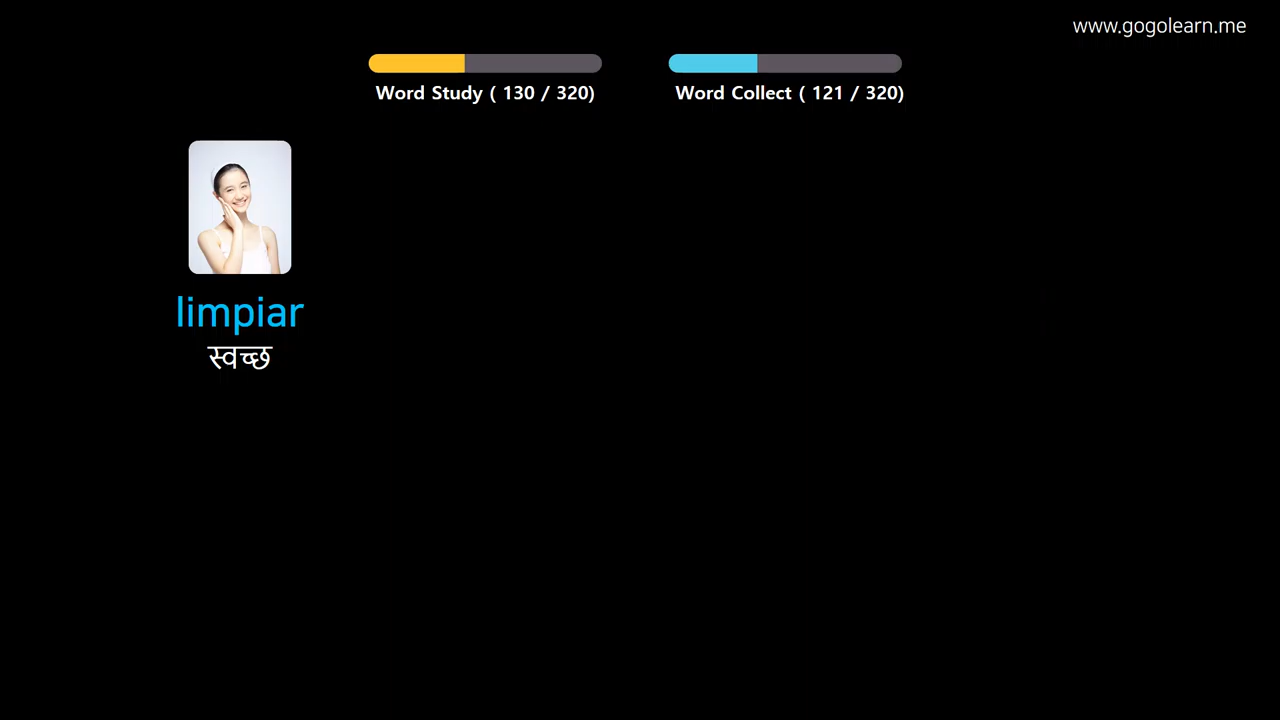 www.gogolearn.me
Word Study ( 130 / 320)
Word Collect ( 121 / 320)
limpiar
स्वच्छ